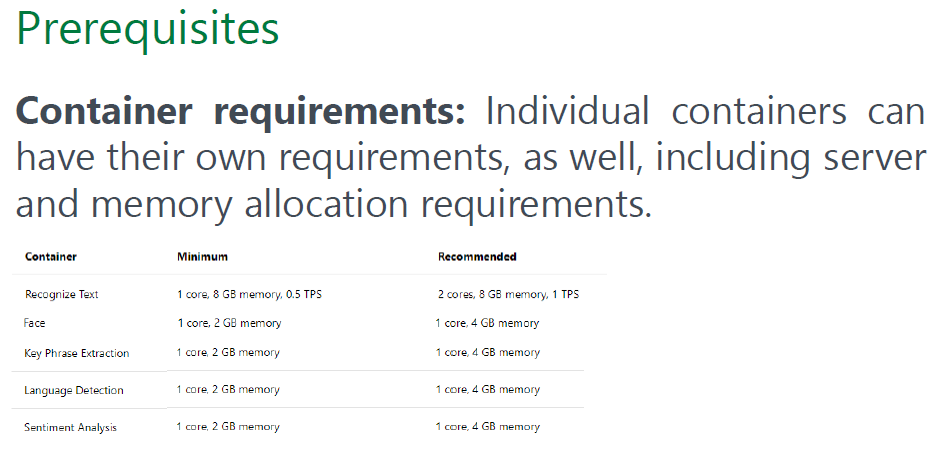 Prerequisites
Container requirements: Individual containers can
have their own requirements, as well, including server
and memory allocation requirements.
Container Minimum Recommended
Recognize Text 1 core, 8 GB memory, 0.5 TPS 2 cores, 8 GB memory, 1 TPS
Face 1 core, 2 GB memory 1 core, 4 GB memory
Key Phrase Extraction 1 core, 2 GB memory 1 core, 4 GB memory
Language Detection 1 core, 2 GB memory 1 core, 4 GB memory
Sentiment Analysis 1 core, 2 GB memory 1 core, 4 GB memory